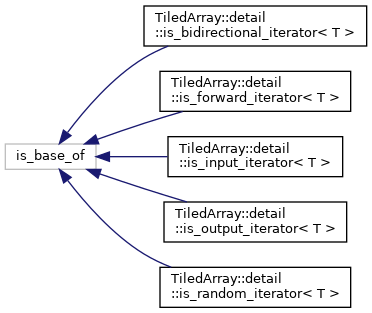 TiledArray::detail
::is_bidirectional_iterator< T >
TiledArray::detail
::is_forward_iterator< T >
is_base_of
TiledArray::detail
::is_input_iterator< T >
TiledArray::detail
::is_output_iterator< T >
TiledArray::detail
::is_random_iterator< T >